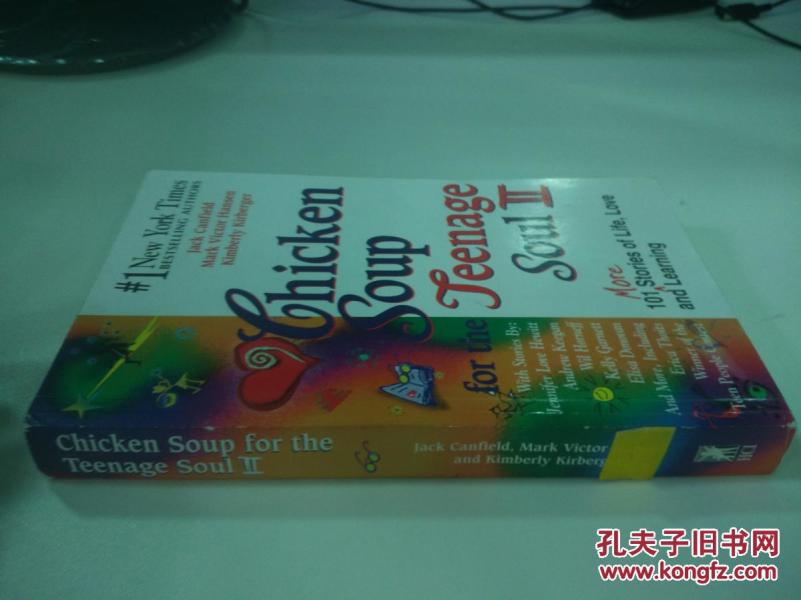 #1 New York Times
BESTSELLING AUTHORS
Jack Canfield
Mark Victor Hansen
Kimberly Kirberger
Chicken
Soup
for the Teenage
Soul II
More
101 Stories of Life, Love
and Learning
With Stories By:
Jennifer Love Hewitt
Andrew Keegan
Kel
And More, Including
Chicken Soup for the
Teenage Soul II
Jack Canfield, Mark Victor
and Kimberly Kirberg
HCI
孔夫子旧书网
www.kongfz.com